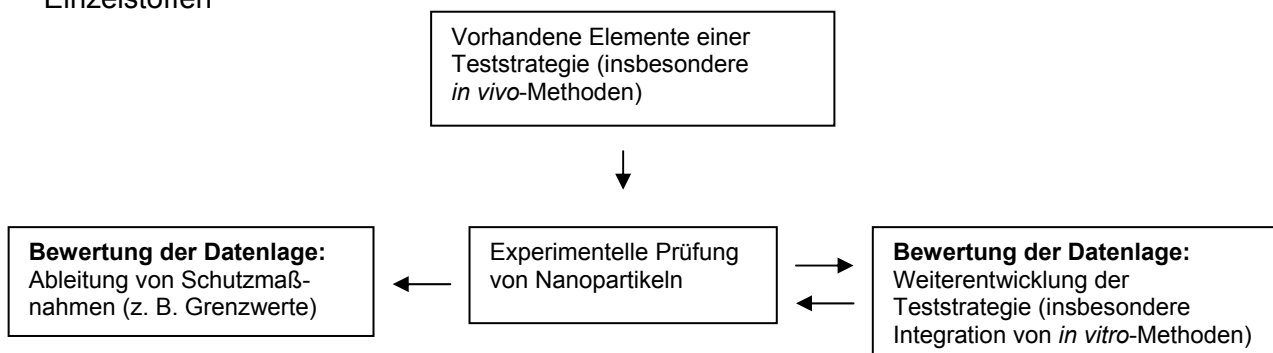 Einzelstoffen
Vorhandene Elemente einer
Teststrategie (insbesondere
in vivo-Methoden)
Bewertung der Datenlage:
Ableitung von Schutzmaß-
nahmen (z. B. Grenzwerte)
Experimentelle Prüfung
von Nanopartikeln
Bewertung der Datenlage:
Weiterentwicklung der
Teststrategie (insbesondere
Integration von in vitro-Methoden)